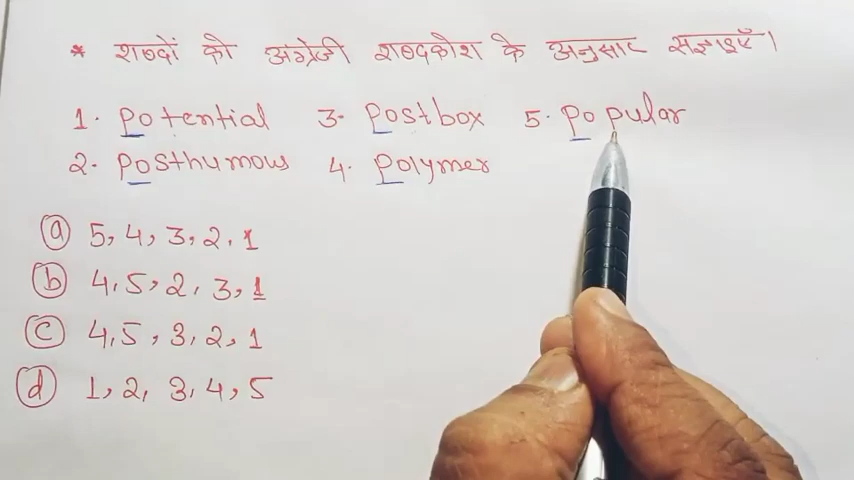 * शब्दों को अंग्रेजी शब्दकोश के अनुसार सजाइएँ।
1. Potential 3. Postbox 5. Popular
2. Posthumous 4. Polymer
(a) 5, 4, 3, 2, 1
(b) 4, 5, 2, 3, 1
(c) 4, 5, 3, 2, 1
(d) 1, 2, 3, 4, 5